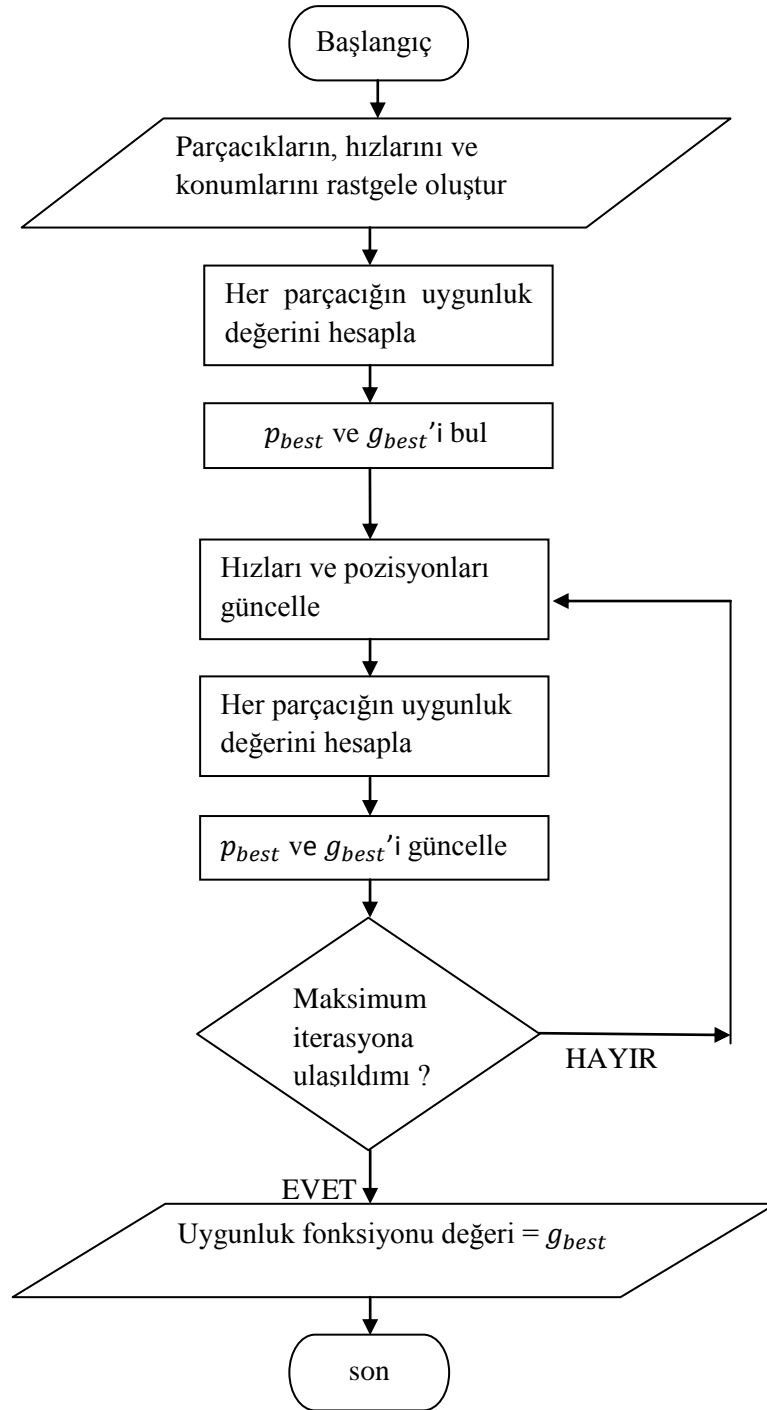 Başlangıç
Parçacıkların, hızlarını ve
konumlarını rastgele oluştur
Her parçacığın uygunluk
değerini hesapla
p_best ve g_best'i bul
Hızları ve pozisyonları
güncelle
Her parçacığın uygunluk
değerini hesapla
p_best ve g_best'i güncelle
Maksimum
iterasyona
ulaşıldımı ?
HAYIR
EVET
Uygunluk fonksiyonu değeri = g_best
son